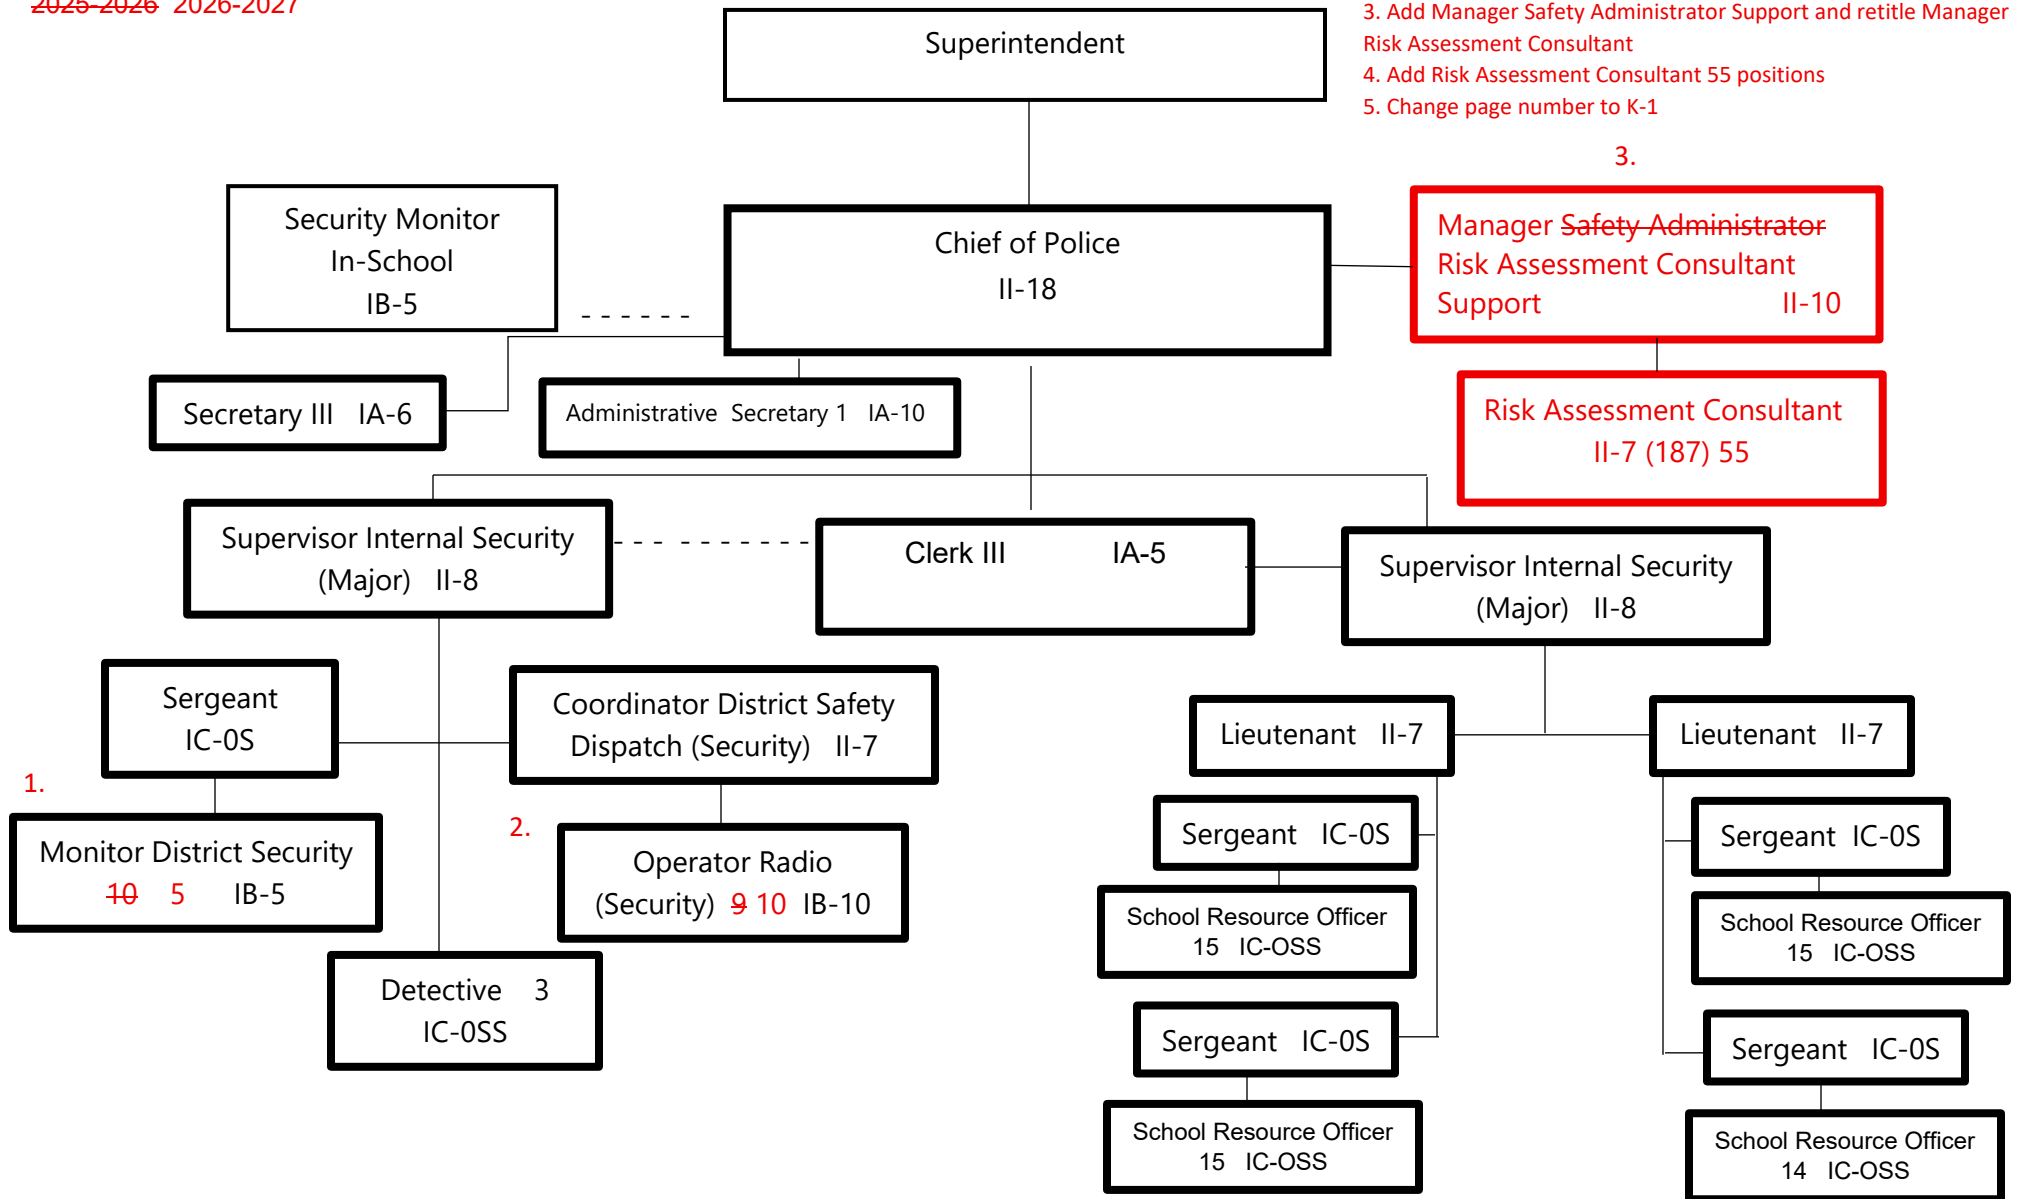 2025-2026 2026-2027
3. Add Manager Safety Administrator Support and retitle Manager
Risk Assessment Consultant
4. Add Risk Assessment Consultant 55 positions
5. Change page number to K-1
Superintendent
3.
Security Monitor
In-School
IB-5
Chief of Police
II-18
Manager Safety Administrator
Risk Assessment Consultant
Support II-10
- - - - - -
Secretary III IA-6
Administrative Secretary 1 IA-10
Risk Assessment Consultant
II-7 (187) 55
Supervisor Internal Security
(Major) II-8
- - - - - - - - - -
Clerk III IA-5
Supervisor Internal Security
(Major) II-8
Sergeant
IC-0S
Coordinator District Safety
Dispatch (Security) II-7
Lieutenant II-7
Lieutenant II-7
1.
Monitor District Security
10 5 IB-5
2.
Operator Radio
(Security) 9 10 IB-10
Detective 3
IC-0SS
Sergeant IC-0S
School Resource Officer
15 IC-OSS
Sergeant IC-0S
School Resource Officer
15 IC-OSS
Sergeant IC-0S
School Resource Officer
15 IC-OSS
Sergeant IC-0S
School Resource Officer
14 IC-OSS